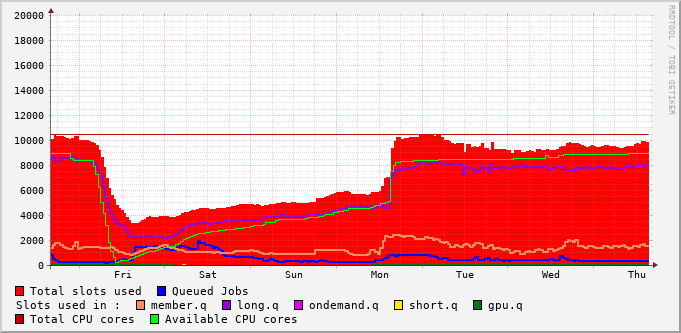 20000
18000
16000
14000
12000
10000
8000
6000
4000
2000
0
Fri Sat Sun Mon Tue Wed Thu
RRDTOOL / TOBI OETIKER
Total slots used Queued Jobs
Slots used in : member.q long.q ondemand.q short.q gpu.q
Total CPU cores Available CPU cores